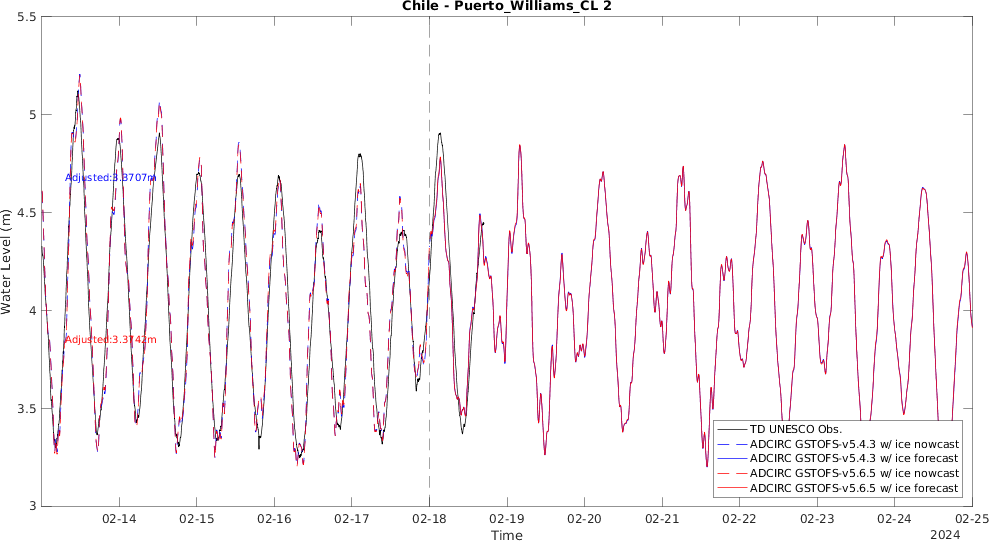 Chile - Puerto_Williams_CL 2
5.5
5
4.5
4
3.5
3
Water Level (m)
Adjusted:3.3707m
Adjusted:3.3742m
TD UNESCO Obs.
ADCIRC GSTOFS-v5.4.3 w/ ice nowcast
ADCIRC GSTOFS-v5.4.3 w/ ice forecast
ADCIRC GSTOFS-v5.6.5 w/ ice nowcast
ADCIRC GSTOFS-v5.6.5 w/ ice forecast
02-14 02-15 02-16 02-17 02-18 02-19 02-20 02-21 02-22 02-23 02-24 02-25
Time
2024